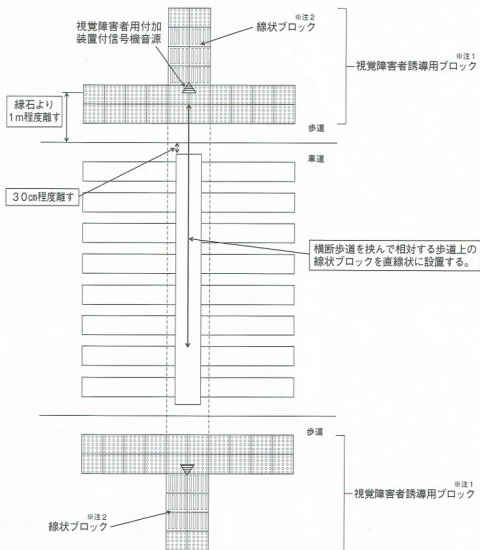 ※注2
線状ブロック
視覚障害者用付加
装置付信号機音源
※注1
視覚障害者誘導用ブロック
縁石より
1m程度離す
歩道
車道
30㎝程度離す
横断歩道を挟んで相対する歩道上の
線状ブロックを直線状に設置する。
歩道
※注1
視覚障害者誘導用ブロック
※注2
線状ブロック